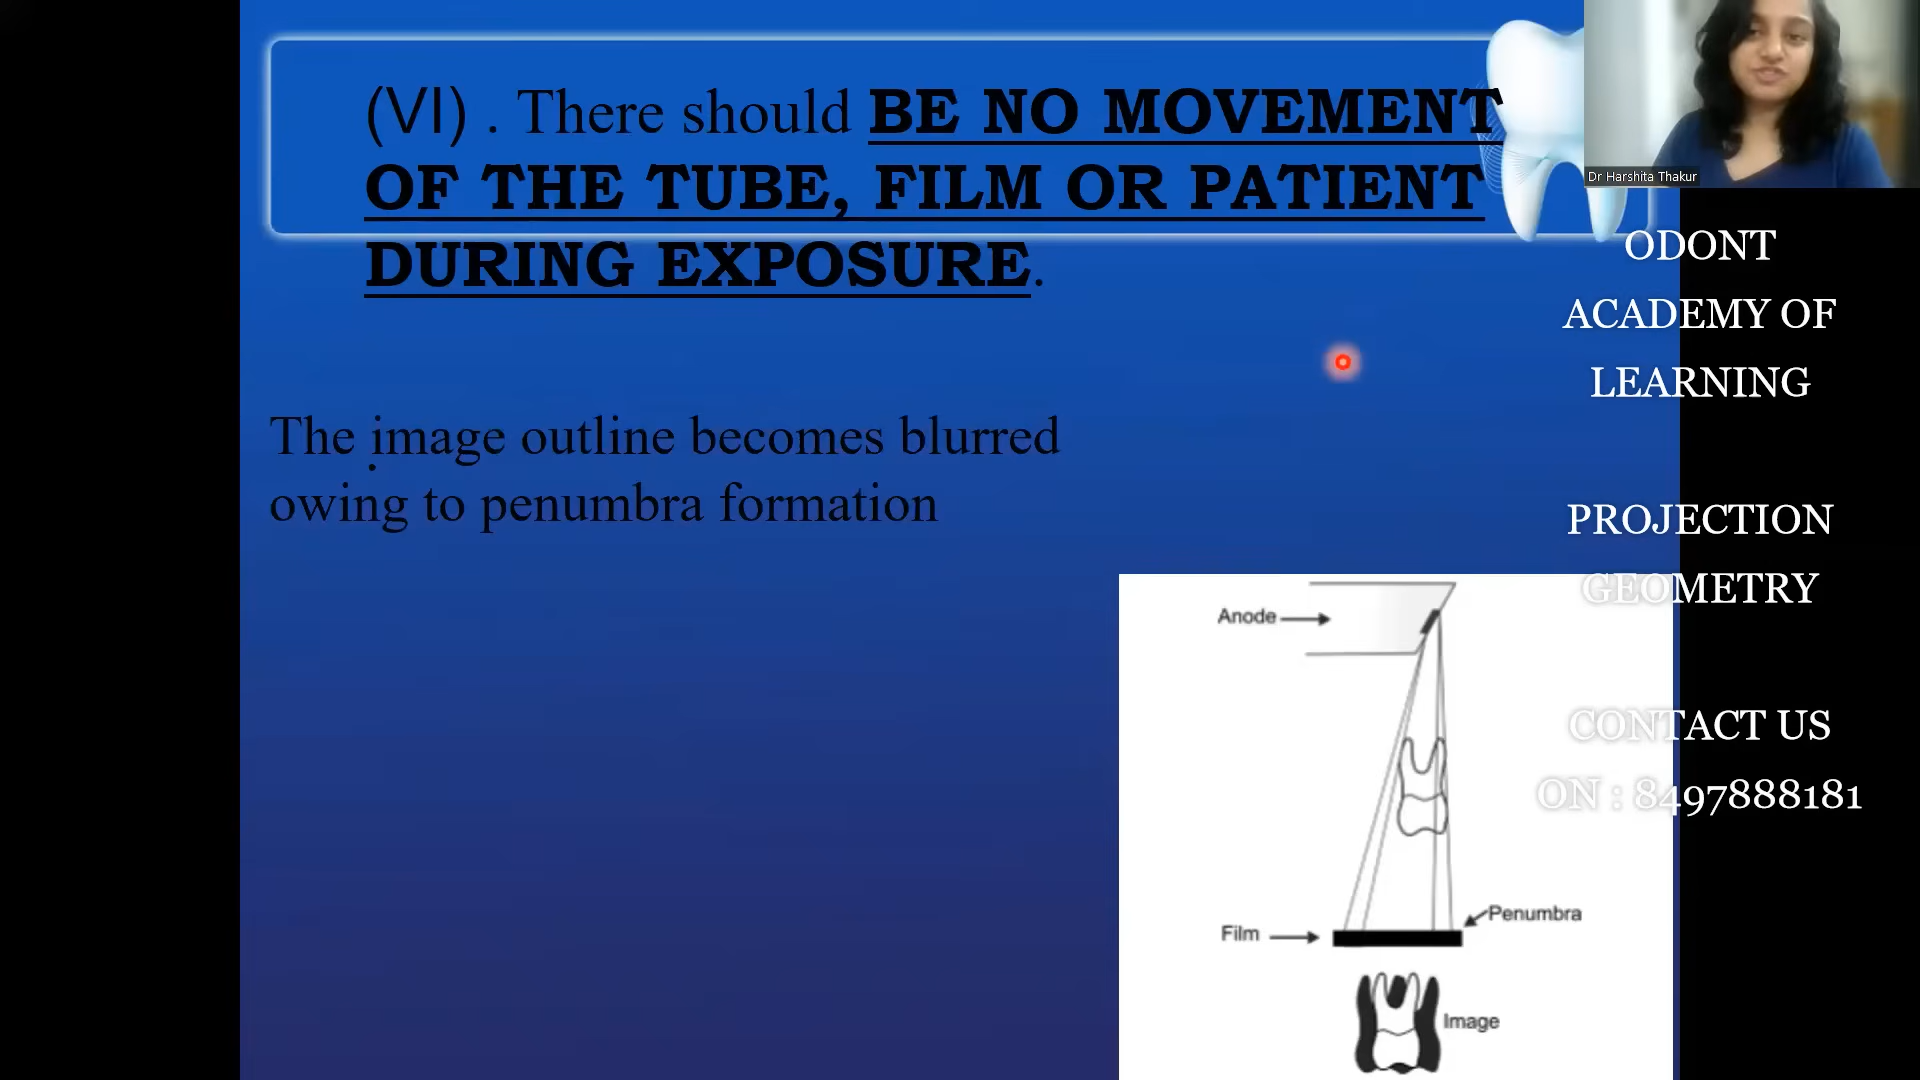 (VI) . There should BE NO MOVEMENT
OF THE TUBE, FILM OR PATIENT
DURING EXPOSURE.
Dr Harshita Thakur
ODONT
ACADEMY OF
LEARNING
The image outline becomes blurred
owing to penumbra formation
PROJECTION
GEOMETRY
CONTACT US
ON : 8497888181
Anode
Penumbra
Film
Image